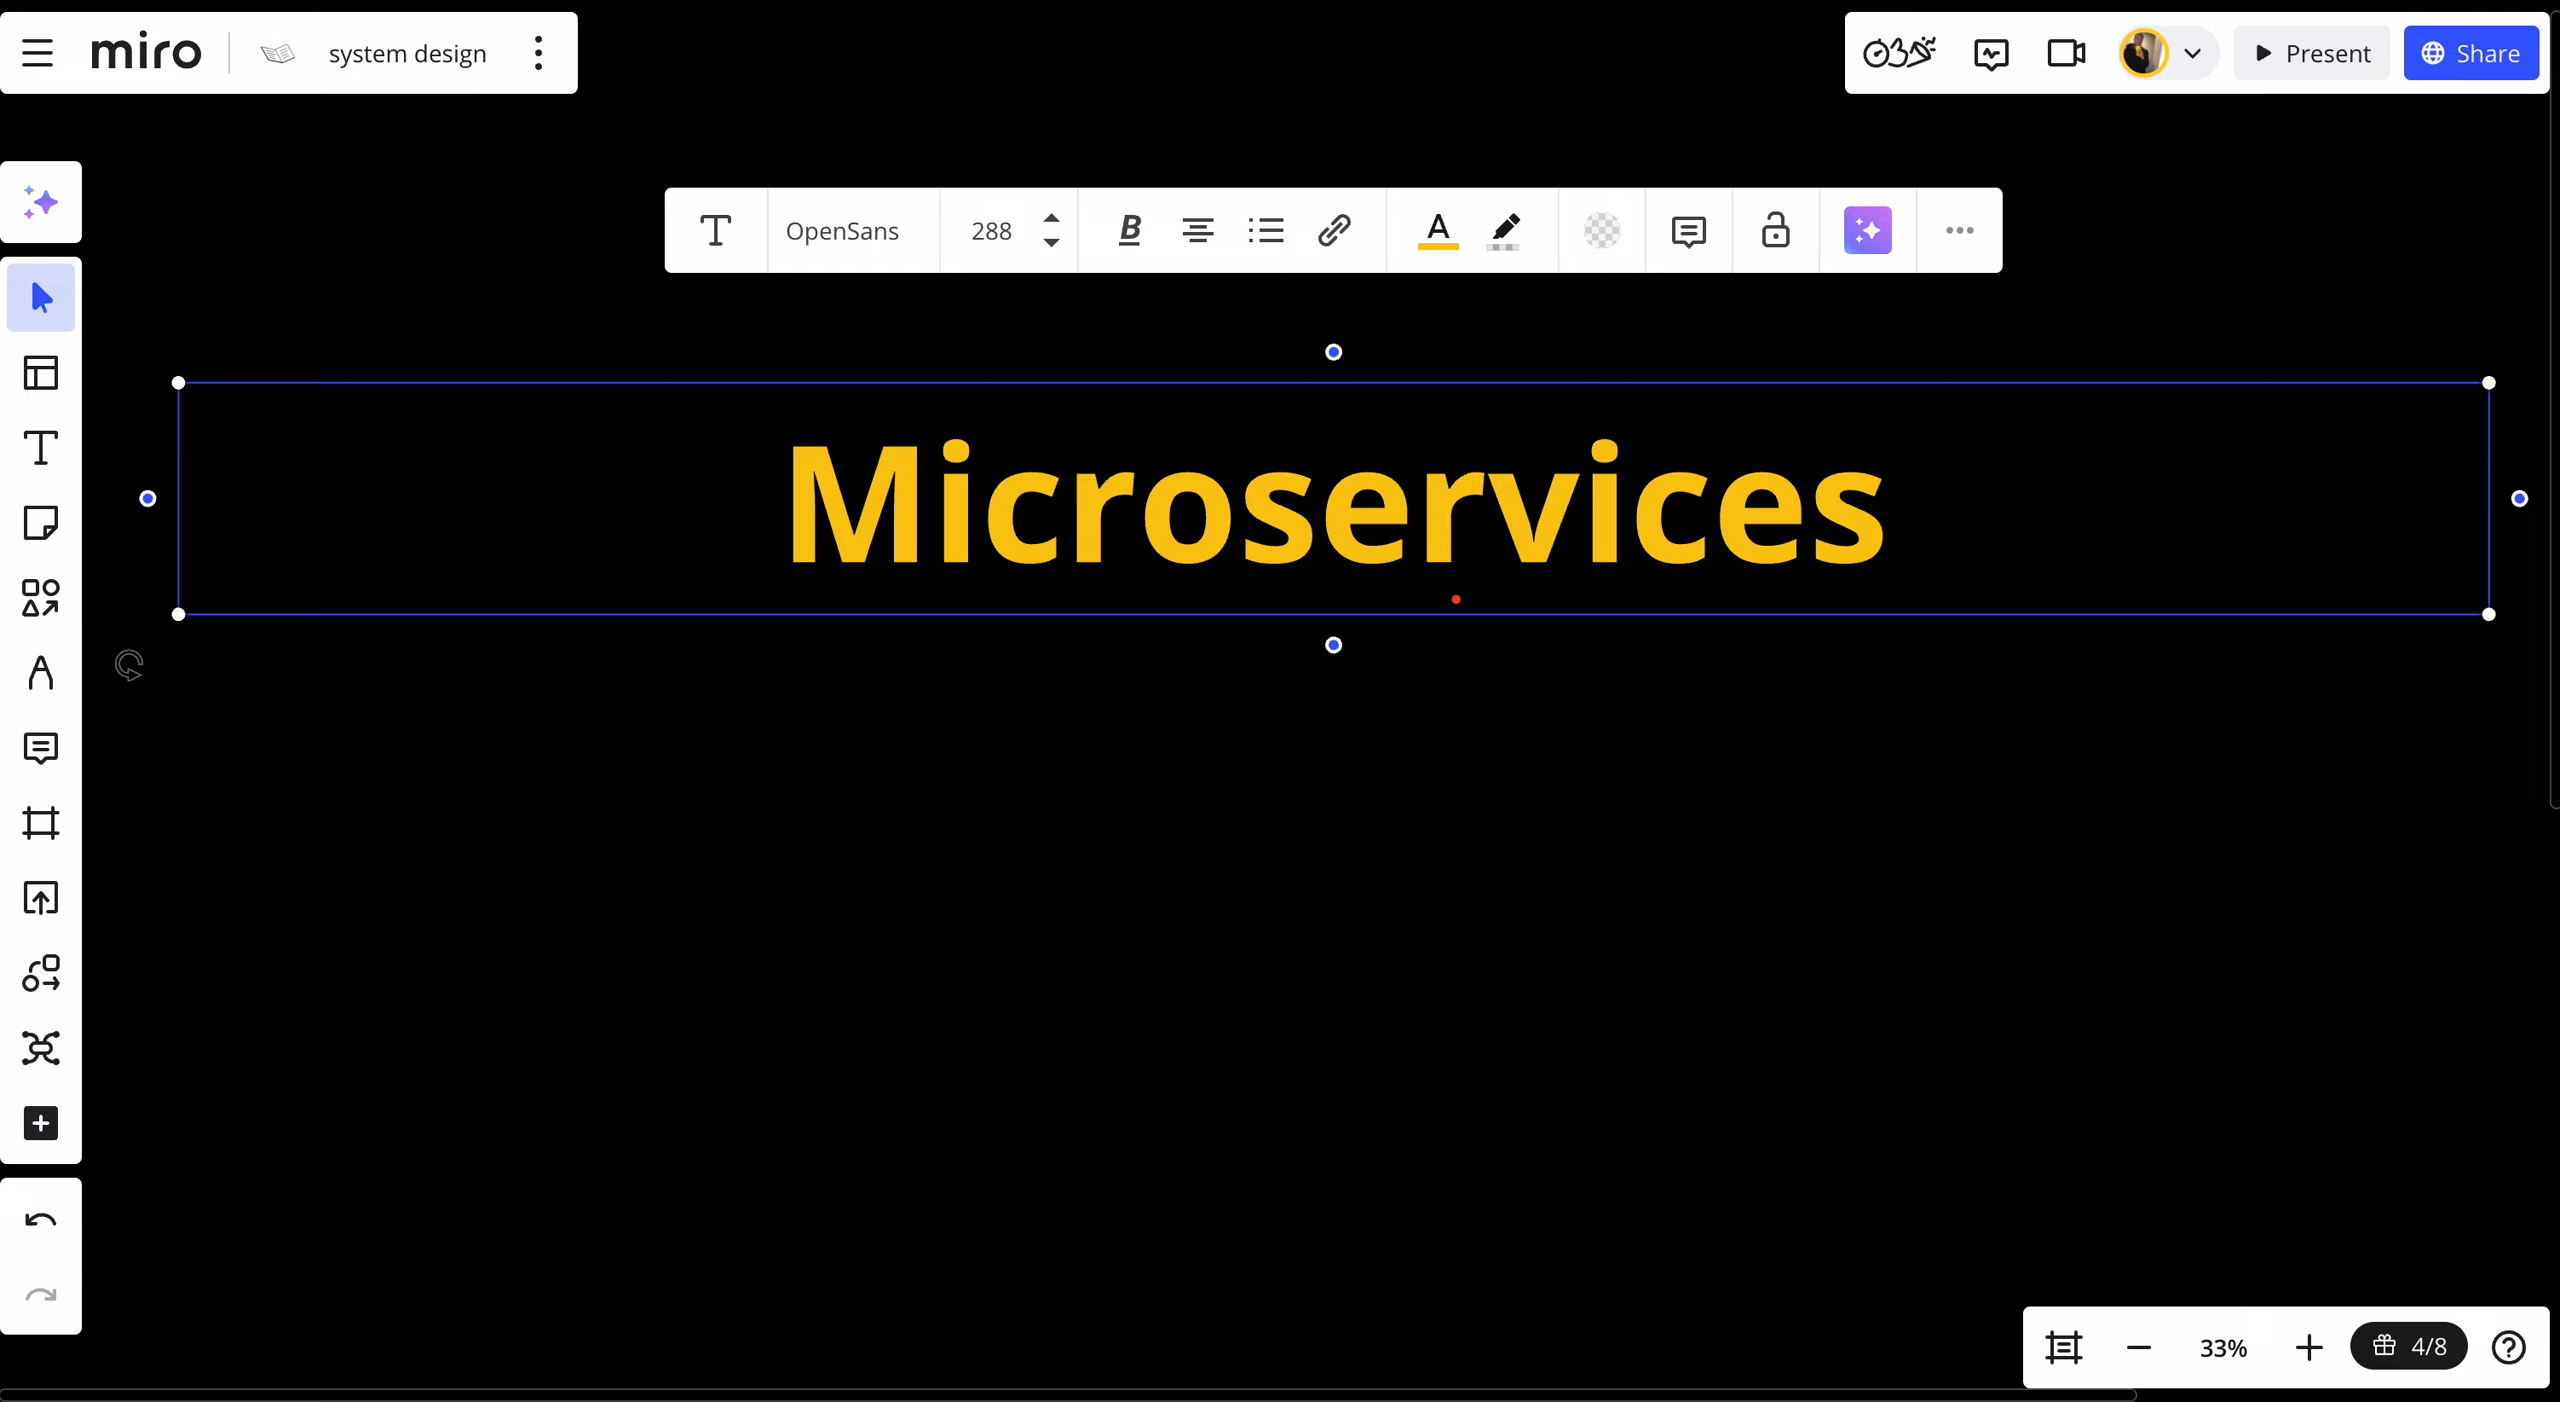 miro
system design
Present
Share
OpenSans
288
B
A
Microservices
33%
4/8